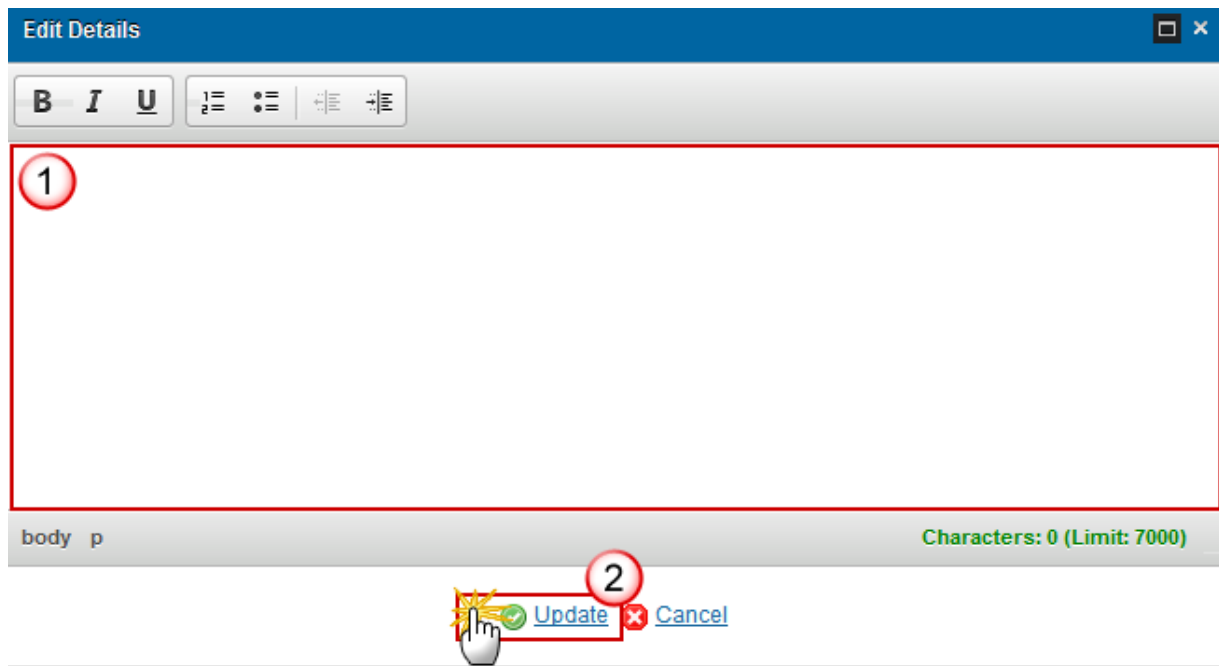 Edit Details
B I U
1
body p Characters: 0 (Limit: 7000)
2
Update Cancel